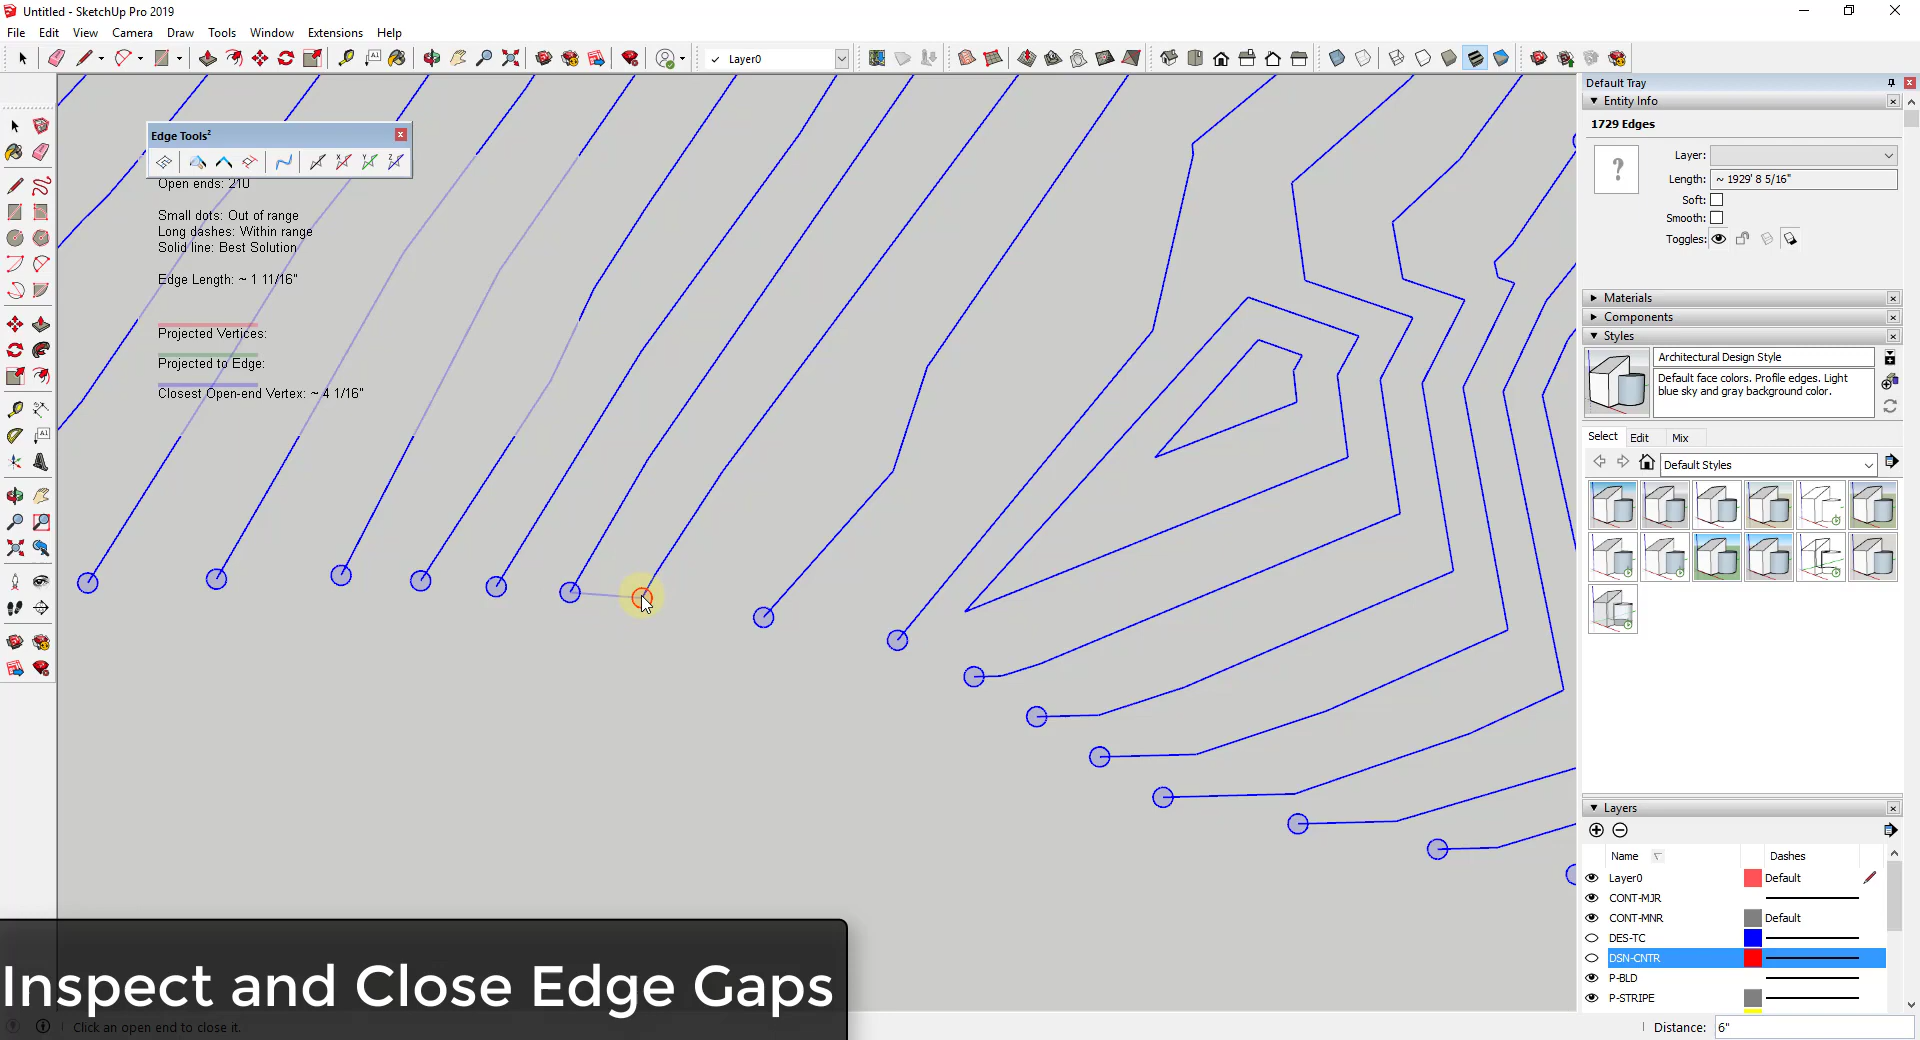 Untitled - SketchUp Pro 2019
File Edit View Camera Draw Tools Window Extensions Help
Layer0
Edge Tools²
Open ends: 210
Small dots: Out of range
Long dashes: Within range
Solid line: Best Solution
Edge Length: ~ 1 11/16"
Projected Vertices:
Projected to Edge:
Closest Open-end Vertex: ~ 4 1/16"
Default Tray
Entity Info
1729 Edges
Layer:
Length: ~ 1929' 8 5/16"
Soft:
Smooth:
Toggles:
Materials
Components
Styles
Architectural Design Style
Default face colors. Profile edges. Light
blue sky and gray background color.
Select Edit Mix
Default Styles
Layers
Name Dashes
Layer0 Default
CONT-MJR
CONT-MNR Default
DES-TC
DSN-CNTR
P-BLD
P-STRIPE
Inspect and Close Edge Gaps
Click an open end to close it.
Distance: 6"